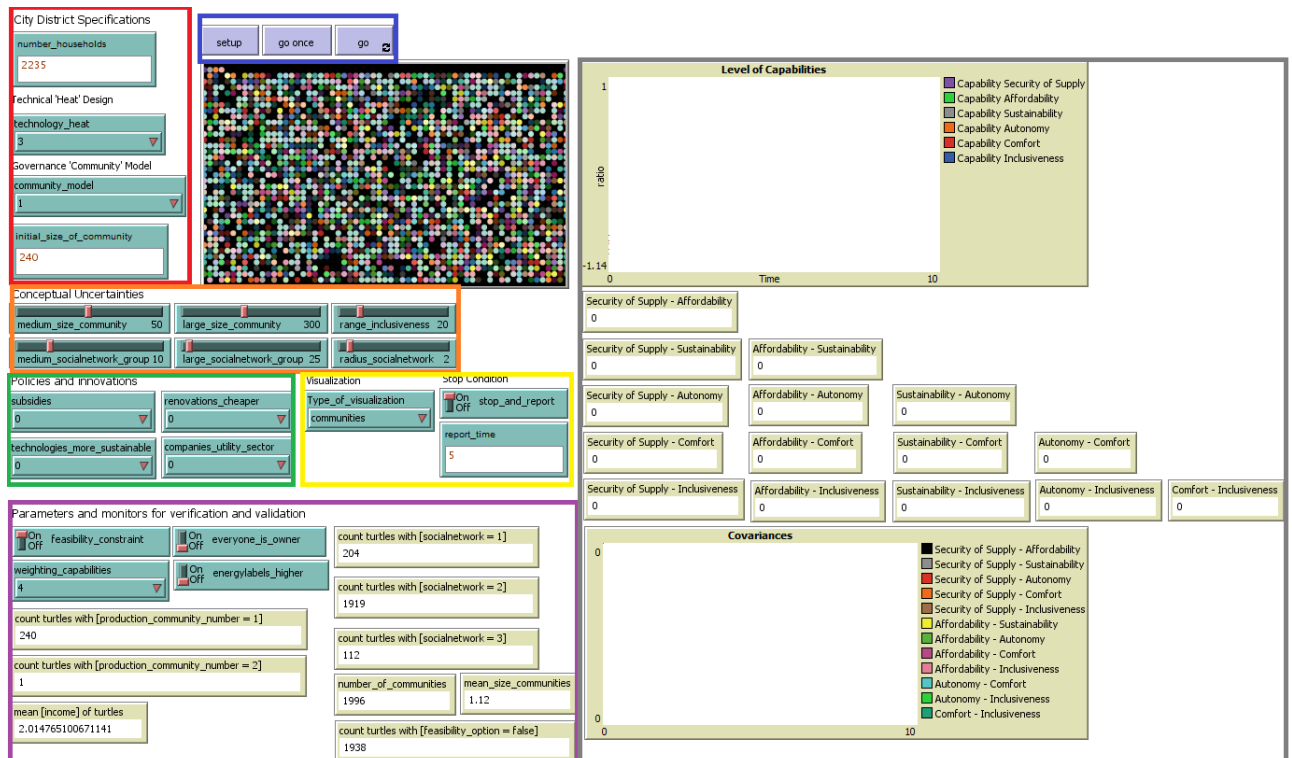 City District Specifications
number_households
2235
Technical 'Heat' Design
technology_heat
3
Governance 'Community' Model
community_model
1
initial_size_of_community
240
setup
go once
go
Level of Capabilities
1
ratio
-1.14
0
Time
10
Capability Security of Supply
Capability Affordability
Capability Sustainability
Capability Autonomy
Capability Comfort
Capability Inclusiveness
Conceptual Uncertainties
medium_size_community 50
large_size_community 300
range_inclusiveness 20
medium_socialnetwork_group 10
large_socialnetwork_group 25
radius_socialnetwork 2
Policies and innovations
subsidies
0
renovations_cheaper
0
technologies_more_sustainable
0
companies_utility_sector
0
Visualization
Type_of_visualization
communities
Stop Condition
On
Off
stop_and_report
report_time
5
Security of Supply - Affordability
0
Security of Supply - Sustainability
0
Affordability - Sustainability
0
Security of Supply - Autonomy
0
Affordability - Autonomy
0
Sustainability - Autonomy
0
Security of Supply - Comfort
0
Affordability - Comfort
0
Sustainability - Comfort
0
Autonomy - Comfort
0
Security of Supply - Inclusiveness
0
Affordability - Inclusiveness
0
Sustainability - Inclusiveness
0
Autonomy - Inclusiveness
0
Comfort - Inclusiveness
0
Parameters and monitors for verification and validation
On
Off
feasibility_constraint
On
Off
everyone_is_owner
weighting_capabilities
4
On
Off
energylabels_higher
count turtles with [production_community_number = 1]
240
count turtles with [production_community_number = 2]
1
mean [income] of turtles
2.014765100671141
count turtles with [socialnetwork = 1]
204
count turtles with [socialnetwork = 2]
1919
count turtles with [socialnetwork = 3]
112
number_of_communities
1996
mean_size_communities
1.12
count turtles with [feasibility_option = false]
1938
Covariances
0
0
0
10
Security of Supply - Affordability
Security of Supply - Sustainability
Security of Supply - Autonomy
Security of Supply - Comfort
Security of Supply - Inclusiveness
Affordability - Sustainability
Affordability - Autonomy
Affordability - Comfort
Affordability - Inclusiveness
Autonomy - Comfort
Autonomy - Inclusiveness
Comfort - Inclusiveness